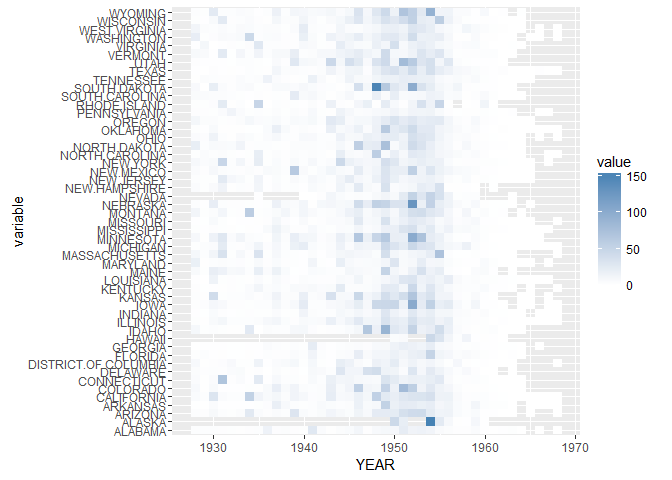 WYOMING
WISCONSIN
WEST.VIRGINIA
WASHINGTON
VIRGINIA
VERMONT
UTAH
TEXAS
TENNESSEE
SOUTH.DAKOTA
SOUTH.CAROLINA
RHODE.ISLAND
PENNSYLVANIA
OREGON
OKLAHOMA
OHIO
NORTH.DAKOTA
NORTH.CAROLINA
NEW.YORK
NEW.MEXICO
NEW.JERSEY
NEW.HAMPSHIRE
NEVADA
NEBRASKA
MONTANA
MISSOURI
MISSISSIPPI
MINNESOTA
MICHIGAN
MASSACHUSETTS
MARYLAND
MAINE
LOUISIANA
KENTUCKY
KANSAS
IOWA
INDIANA
ILLINOIS
IDAHO
HAWAII
GEORGIA
FLORIDA
DISTRICT.OF.COLUMBIA
DELAWARE
CONNECTICUT
COLORADO
CALIFORNIA
ARKANSAS
ARIZONA
ALASKA
ALABAMA
variable
1930 1940 1950 1960 1970
YEAR
value
150
100
50
0